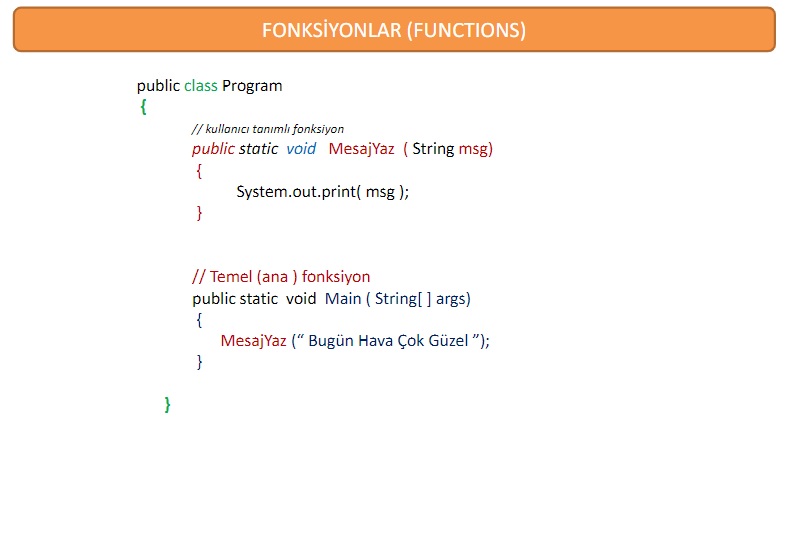 FONKSİYONLAR (FUNCTIONS)
public class Program
{
// kullanıcı tanımlı fonksiyon
public static void MesajYaz ( String msg)
{
System.out.print( msg );
}
// Temel (ana ) fonksiyon
public static void Main ( String[ ] args)
{
MesajYaz (“ Bugün Hava Çok Güzel ”);
}
}